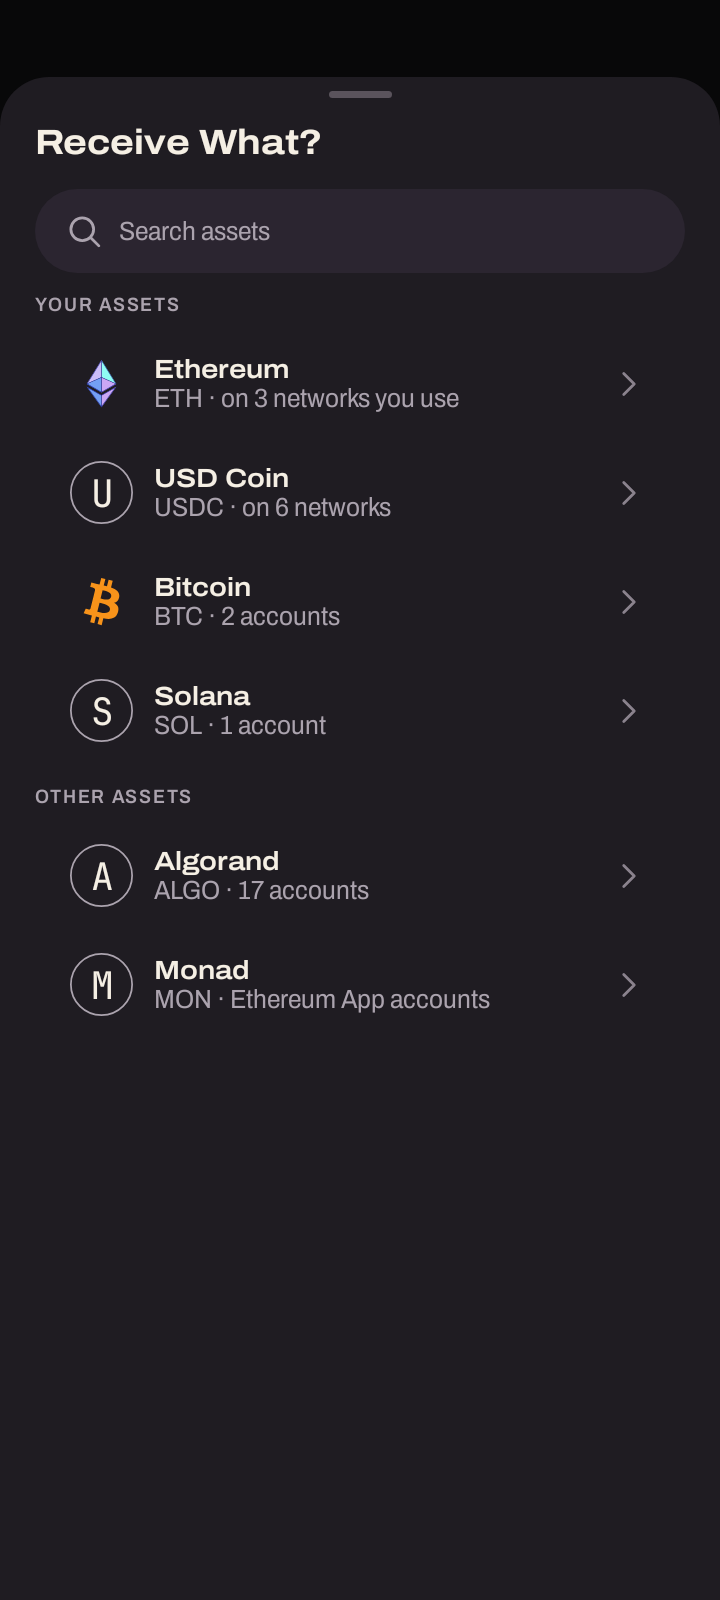 Receive What?
Search assets
YOUR ASSETS
Ethereum
ETH · on 3 networks you use
U
USD Coin
USDC · on 6 networks
Bitcoin
BTC · 2 accounts
S
Solana
SOL · 1 account
OTHER ASSETS
A
Algorand
ALGO · 17 accounts
M
Monad
MON · Ethereum App accounts